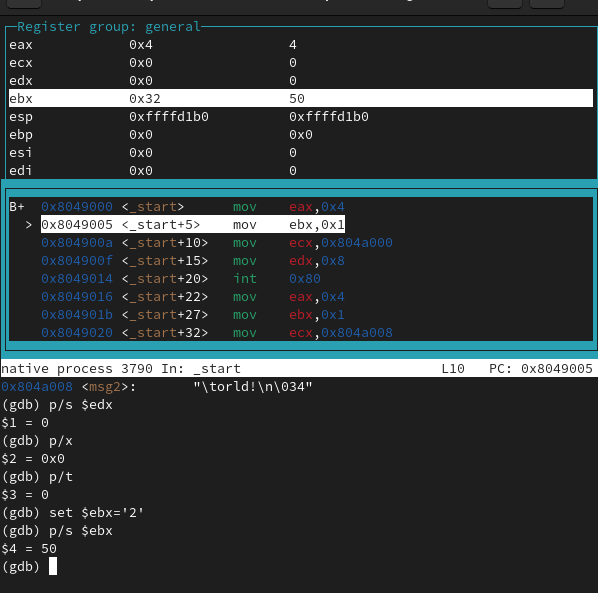 Register group: general
eax 0x4 4
ecx 0x0 0
edx 0x0 0
ebx 0x32 50
esp 0xffffd1b0 0xffffd1b0
ebp 0x0 0x0
esi 0x0 0
edi 0x0 0
B+ 0x8049000 <_start> mov eax,0x4
> 0x8049005 <_start+5> mov ebx,0x1
0x804900a <_start+10> mov ecx,0x804a000
0x804900f <_start+15> mov edx,0x8
0x8049014 <_start+20> int 0x80
0x8049016 <_start+22> mov eax,0x4
0x804901b <_start+27> mov ebx,0x1
0x8049020 <_start+32> mov ecx,0x804a008
native process 3790 In: _start L10 PC: 0x8049005
0x804a008 <msg2>: "\torld!\n\034"
(gdb) p/s $edx
$1 = 0
(gdb) p/x
$2 = 0x0
(gdb) p/t
$3 = 0
(gdb) set $ebx='2'
(gdb) p/s $ebx
$4 = 50
(gdb)